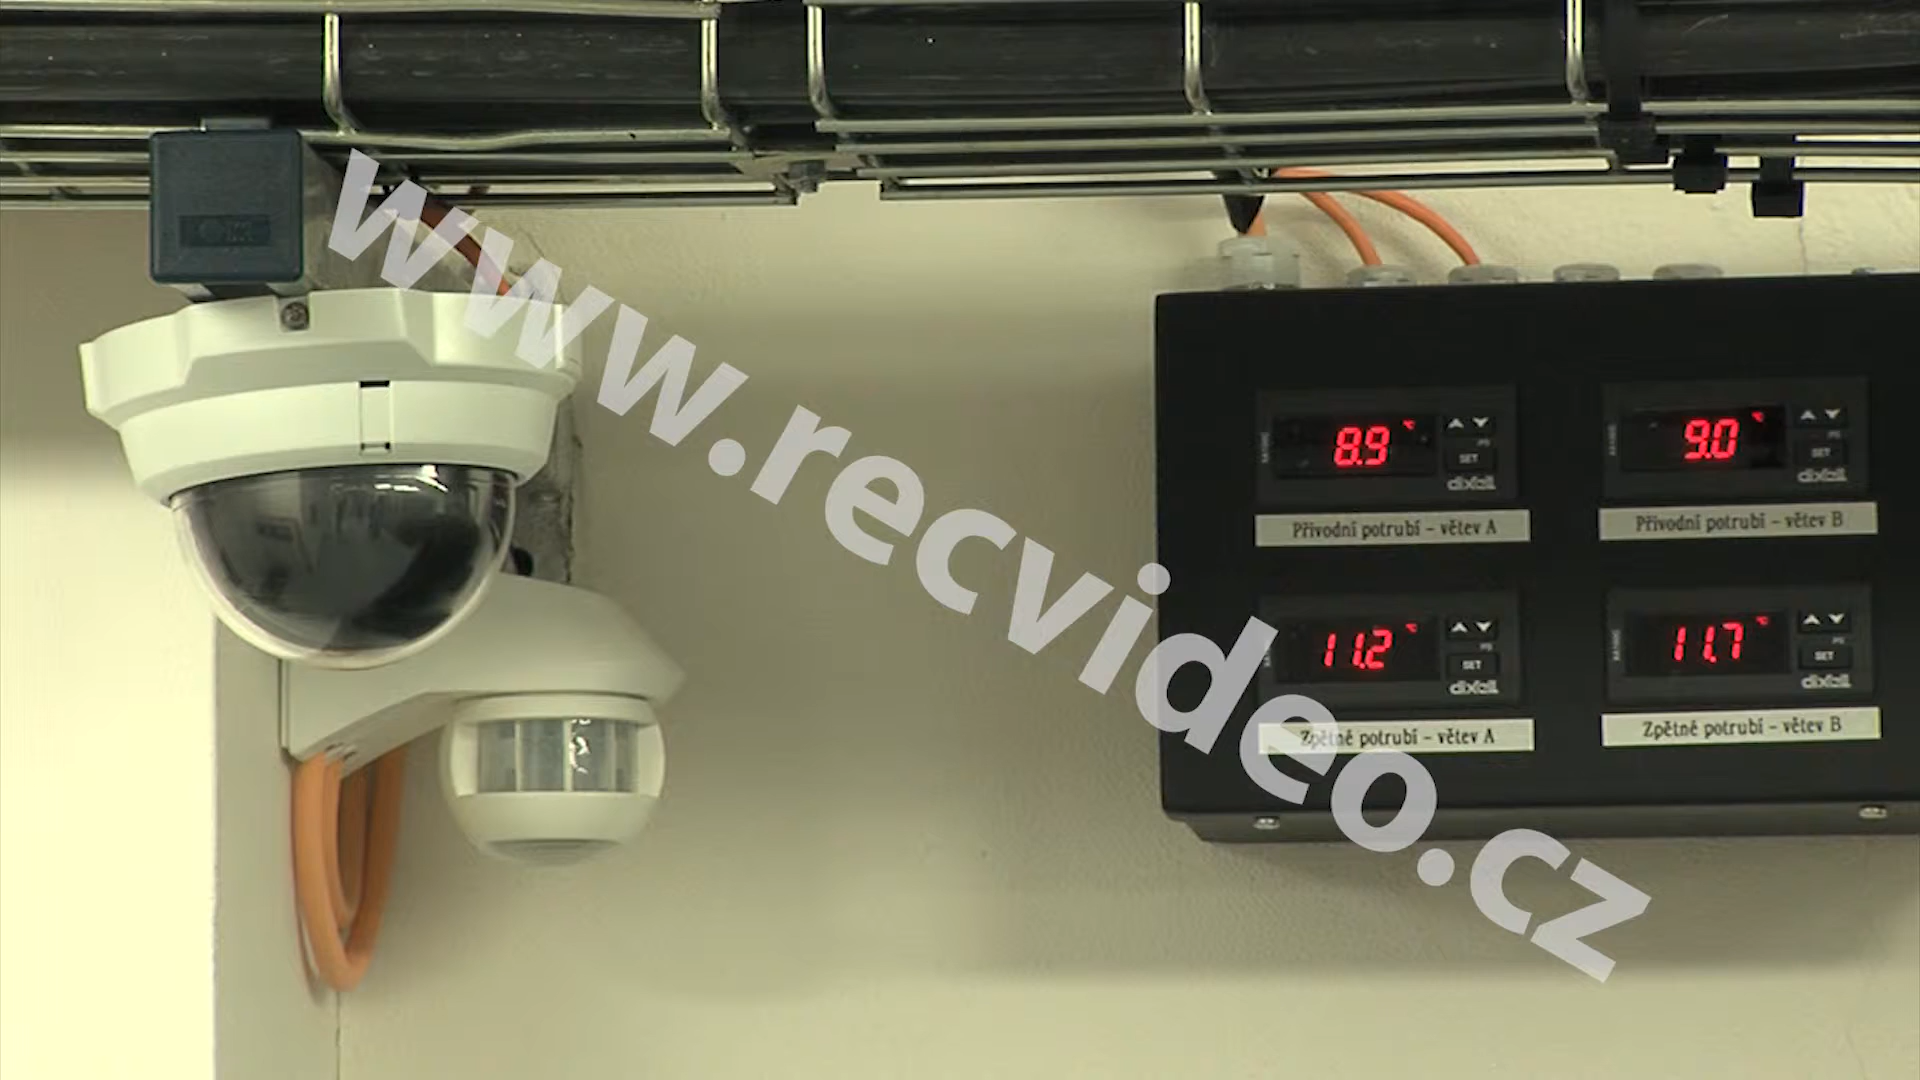 www.recvideo.cz
8.9 °C
SET
dixell
Přívodní potrubí – větev A
9.0 °C
SET
dixell
Přívodní potrubí – větev B
11.2 °C
SET
dixell
Zpětné potrubí – větev A
11.7 °C
SET
dixell
Zpětné potrubí – větev B